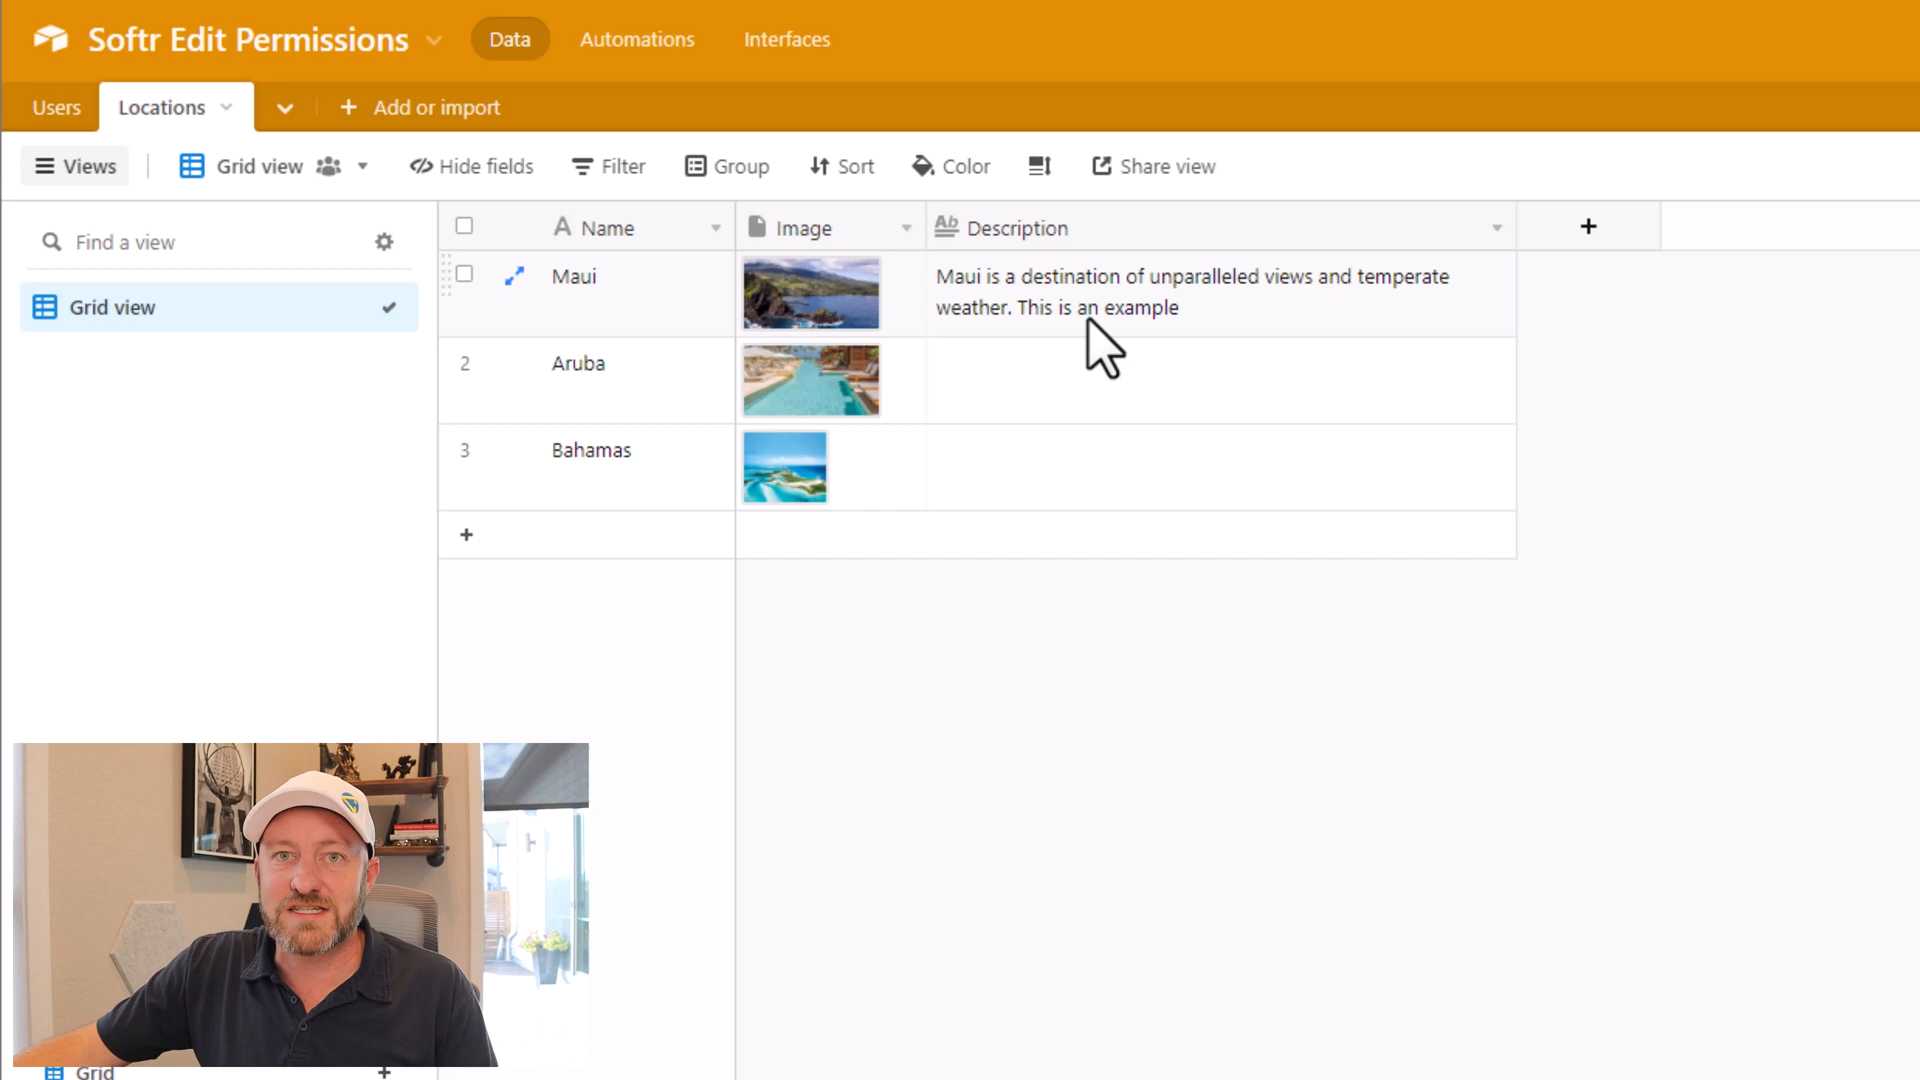 Softr Edit Permissions
Data
Automations
Interfaces
Users
Locations
Add or import
Views
Grid view
Hide fields
Filter
Group
Sort
Color
Share view
Find a view
Grid view
A Name
Image
Ab Description
Maui
Maui is a destination of unparalleled views and temperate
weather. This is an example
2
Aruba
3
Bahamas
Grid